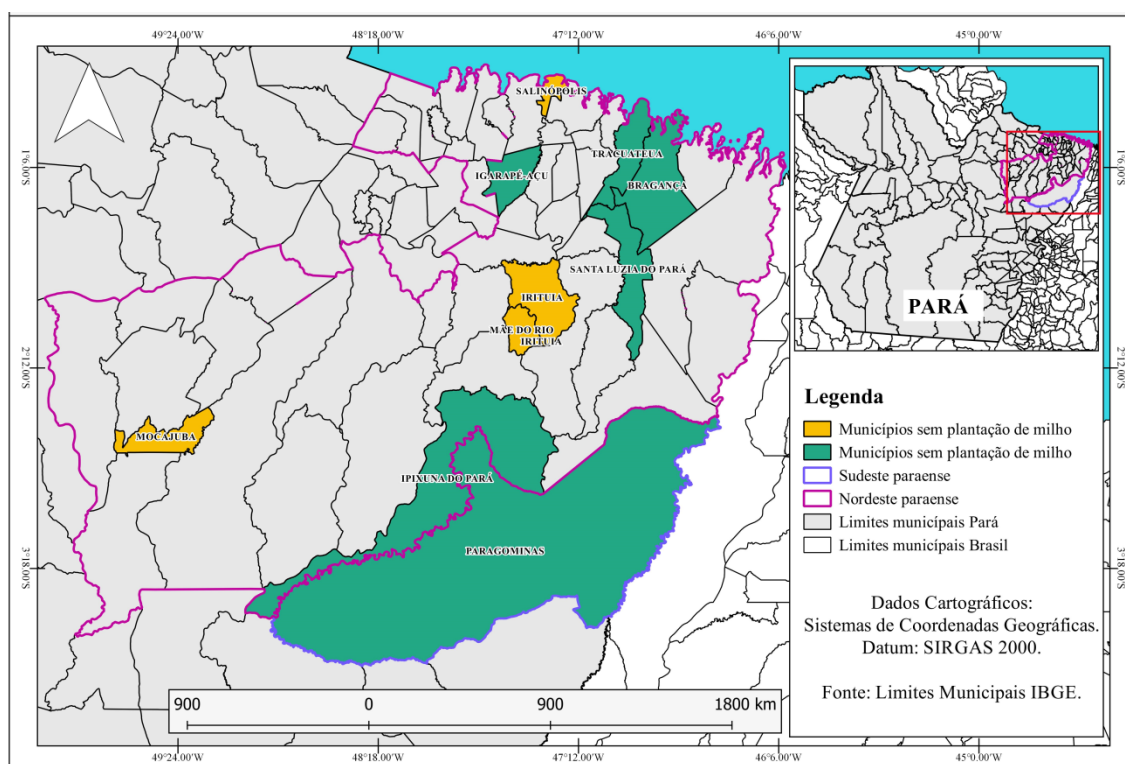 49°24.00'W 48°18.00'W 47°12.00'W 46°6.00'W 45°0.00'W
1°6.00'S
2°12.00'S
3°18.00'S
SALINÓPOLIS
TRACUATEUA
IGARAPÉ-AÇU
BRAGANÇA
SANTA LUZIA DO PARÁ
IRITUIA
MÃE DO RIO
IRITUIA
MOCAJUBA
IPIXUNA DO PARÁ
PARAGOMINAS
900 0 900 1800 km
PARÁ
1°6.00'S
2°12.00'S
3°18.00'S
Legenda
Municípios sem plantação de milho
Municípios sem plantação de milho
Sudeste paraense
Nordeste paraense
Limites municípais Pará
Limites municípais Brasil
Dados Cartográficos:
Sistemas de Coordenadas Geográficas.
Datum: SIRGAS 2000.
Fonte: Limites Municipais IBGE.
49°24.00'W 48°18.00'W 47°12.00'W 46°6.00'W 45°0.00'W